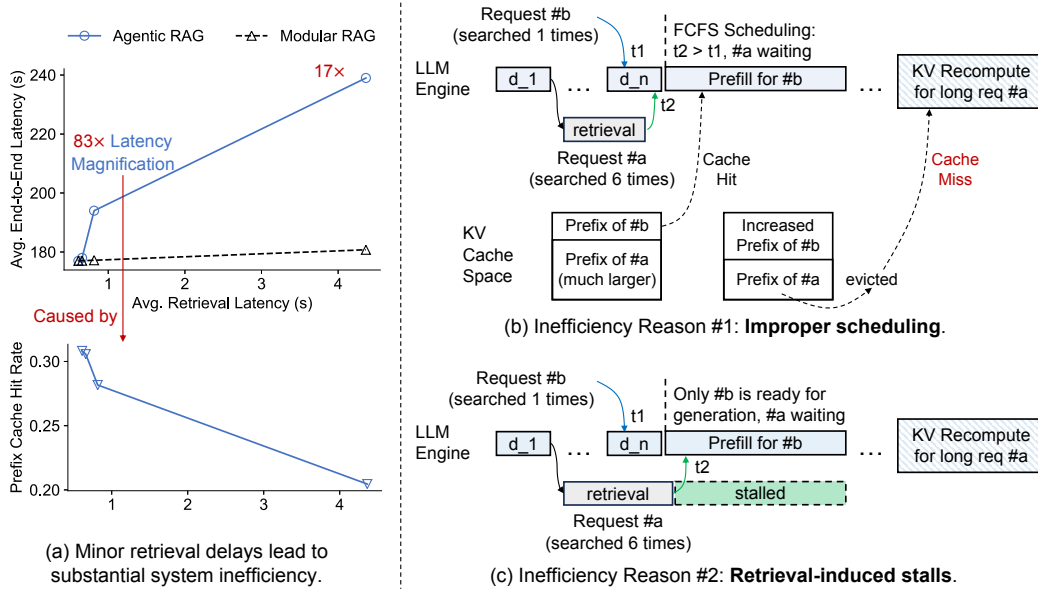 Agentic RAG
Modular RAG
Avg. End-to-End Latency (s)
240
220
200
180
17×
83× Latency
Magnification
1
2
3
4
Avg. Retrieval Latency (s)
Caused by
Prefix Cache Hit Rate
0.30
0.25
0.20
1
2
3
4
(a) Minor retrieval delays lead to
substantial system inefficiency.
Request #b
(searched 1 times)
t1
FCFS Scheduling:
t2 > t1, #a waiting
LLM
Engine
d_1
...
d_n
Prefill for #b
...
KV Recompute
for long req #a
t2
retrieval
Request #a
(searched 6 times)
Cache
Hit
Cache
Miss
KV
Cache
Space
Prefix of #b
Prefix of #a
(much larger)
Increased
Prefix of #b
Prefix of #a
evicted
(b) Inefficiency Reason #1: Improper scheduling.
Request #b
(searched 1 times)
t1
Only #b is ready for
generation, #a waiting
LLM
Engine
d_1
...
d_n
Prefill for #b
...
KV Recompute
for long req #a
t2
retrieval
stalled
Request #a
(searched 6 times)
(c) Inefficiency Reason #2: Retrieval-induced stalls.